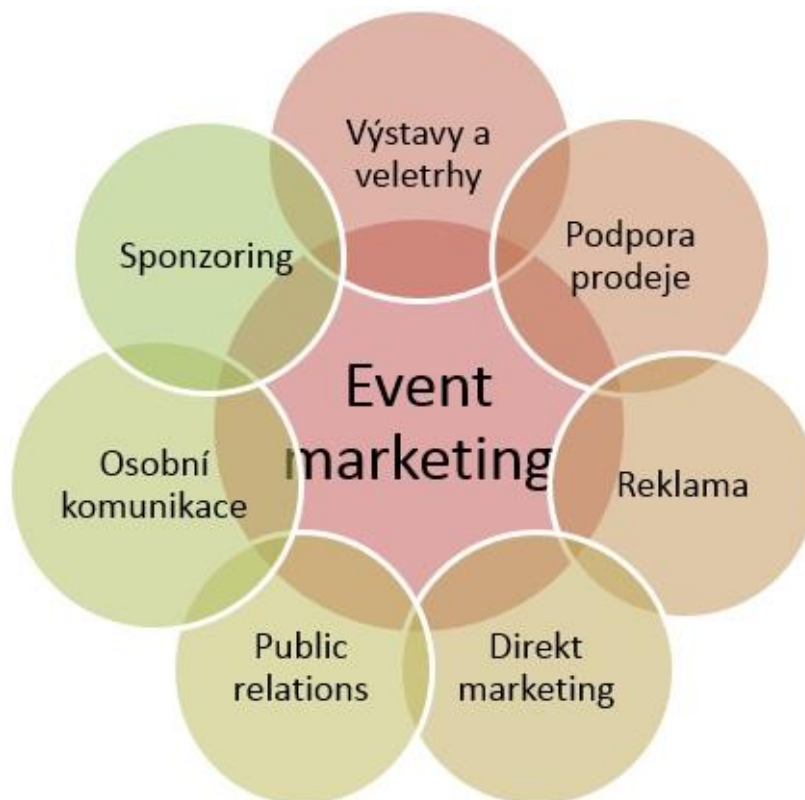 Výstavy a
veletrhy
Podpora
prodeje
Sponzoring
Event
marketing
Osobní
komunikace
Reklama
Public
relations
Direkt
marketing